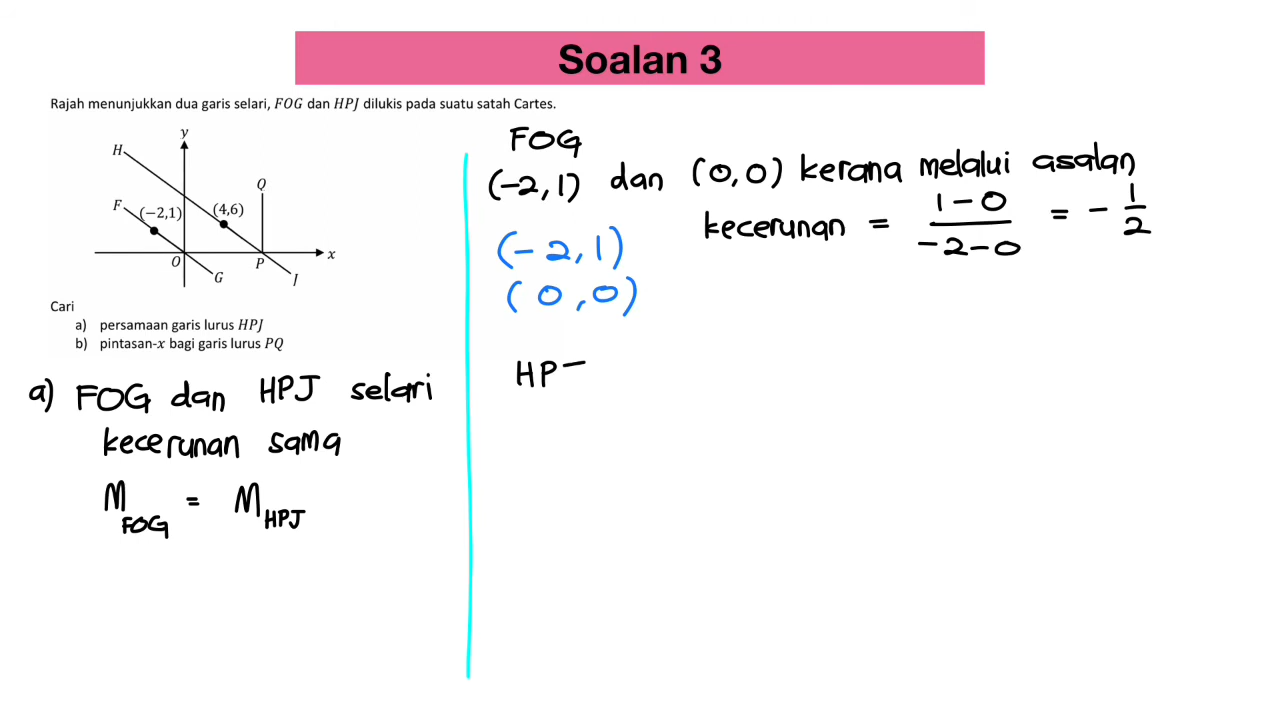 Soalan 3
Rajah menunjukkan dua garis selari, FOG dan HPJ dilukis pada suatu satah Cartes.
y
H
Q
F
(−2,1)
(4,6)
x
O
P
G
J
Cari
a) persamaan garis lurus HPJ
b) pintasan-x bagi garis lurus PQ
a) FOG dan HPJ selari
kecerunan sama
M_FOG = M_HPJ
FOG
(-2,1) dan (0,0) kerana melalui asalan
kecerunan = (1-0)/(-2-0) = -1/2
(-2,1)
(0,0)
HP